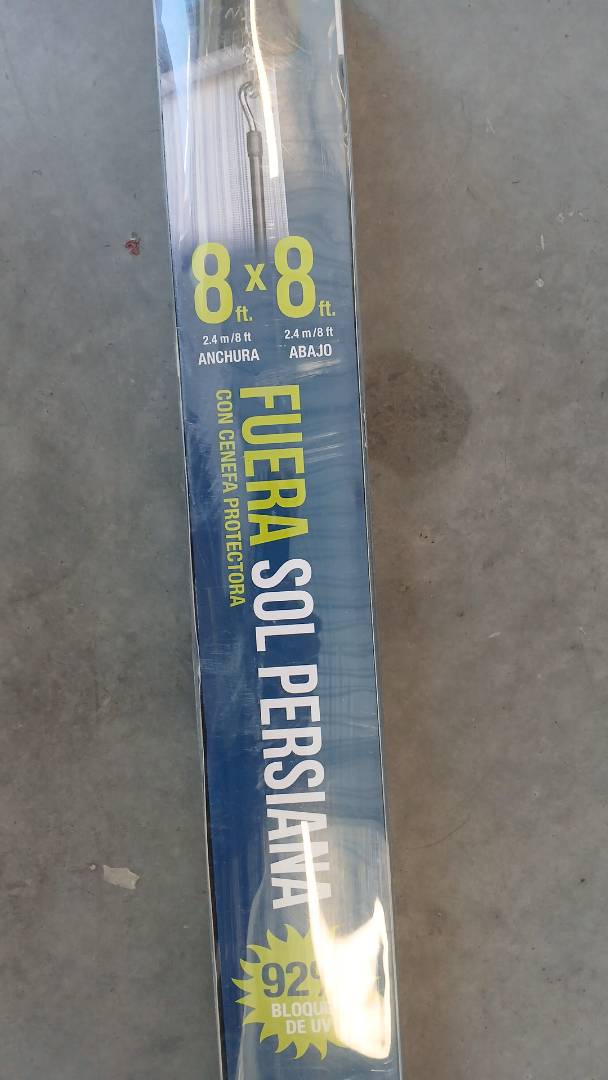 8 ft. x 8 ft.
2.4 m/8 ft 2.4 m/8 ft
ANCHURA ABAJO
FUERA SOL PERSIANA
CON CENEFA PROTECTORA
92%
BLOQUE
DE UV